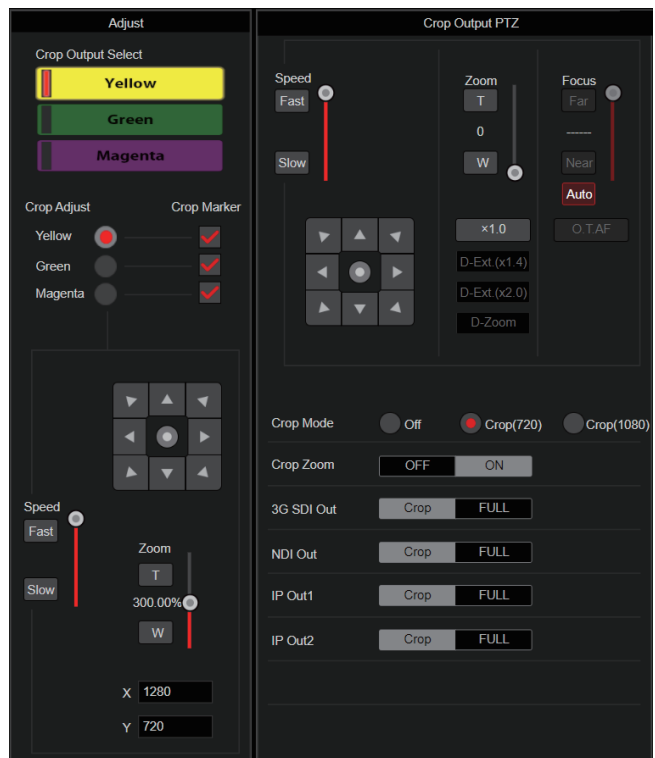 Adjust
Crop Output Select
Yellow
Green
Magenta
Crop Adjust Crop Marker
Yellow
Green
Magenta
Speed
Fast
Slow
Zoom
T
300.00%
W
X 1280
Y 720
Crop Output PTZ
Speed
Fast
Slow
Zoom
T
0
W
Focus
Far
------
Near
Auto
×1.0
O.T.AF
D-Ext.(x1.4)
D-Ext.(x2.0)
D-Zoom
Crop Mode Off Crop(720) Crop(1080)
Crop Zoom OFF ON
3G SDI Out Crop FULL
NDI Out Crop FULL
IP Out1 Crop FULL
IP Out2 Crop FULL